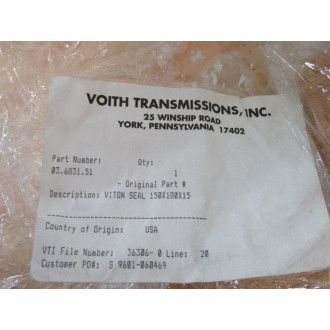 VOITH TRANSMISSIONS, INC.
25 WINSHIP ROAD
YORK, PENNSYLVANIA 17402
Part Number: Qty:
03.6831.51 1
- Original Part #
Description: VITON SEAL 150X180X15
Country of Origin: USA
VTI File Number: 36306- 0 Line: 20
Customer PO#: S 9601-060469